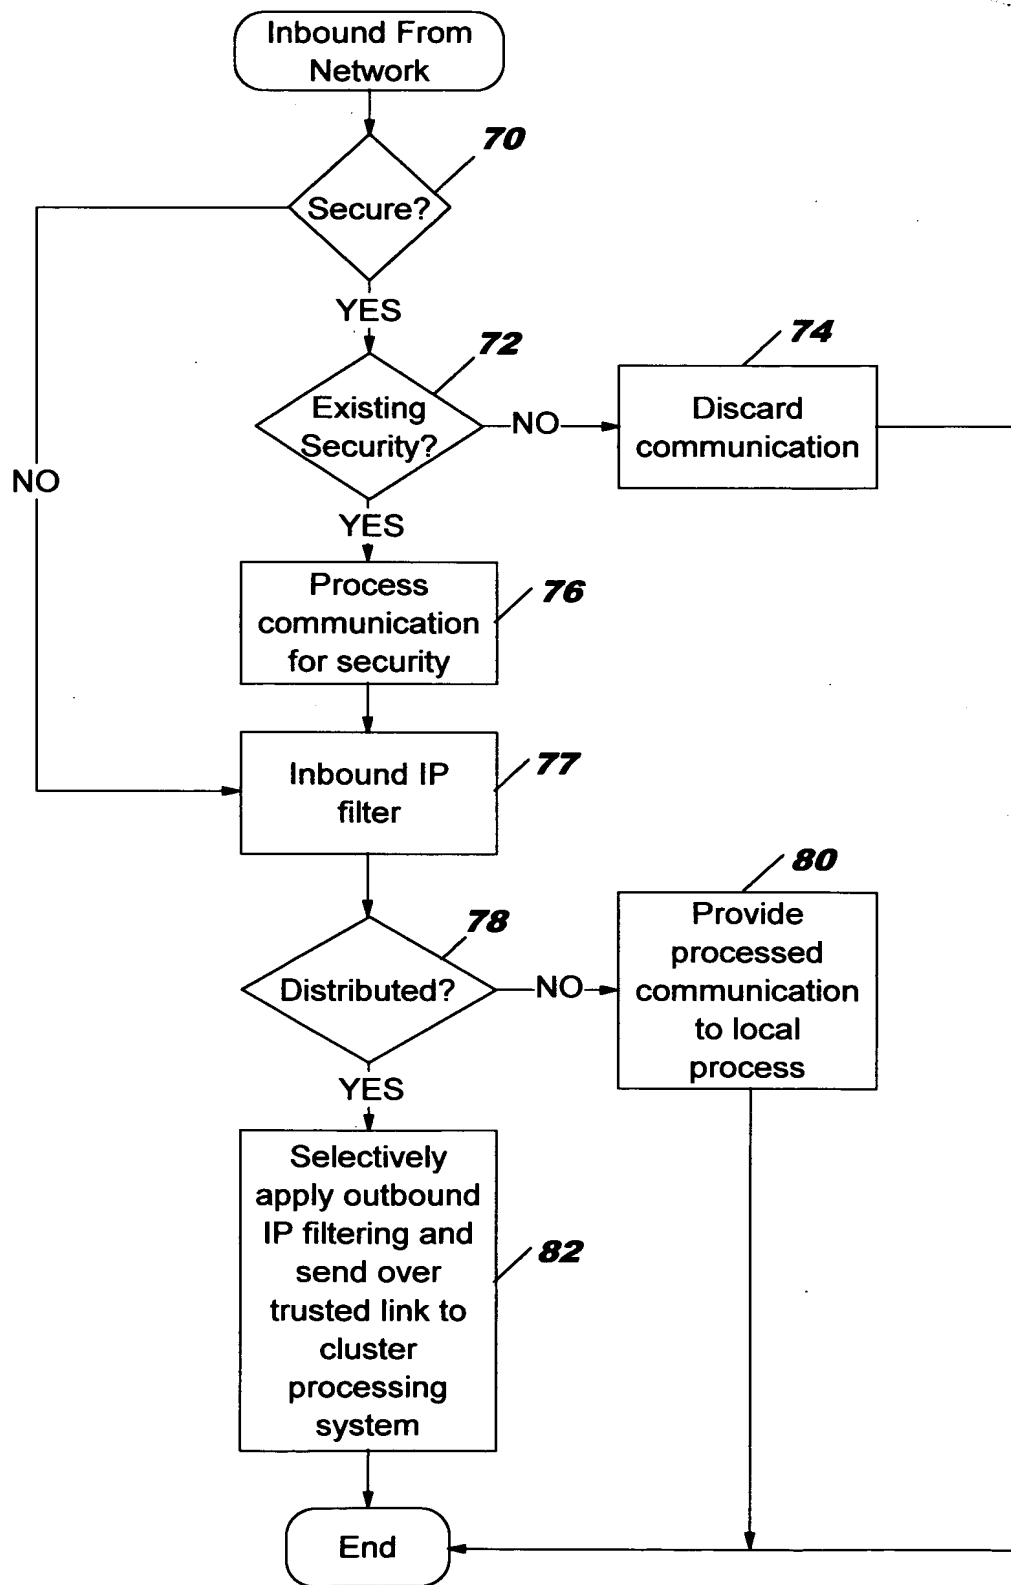 Inbound From
Network
70
Secure?
YES
NO
72
Existing
Security?
NO
74
Discard
communication
YES
Process
communication
for security
76
Inbound IP
filter
77
78
Distributed?
NO
80
Provide
processed
communication
to local
process
YES
Selectively
apply outbound
IP filtering and
send over
trusted link to
cluster
processing
system
82
End